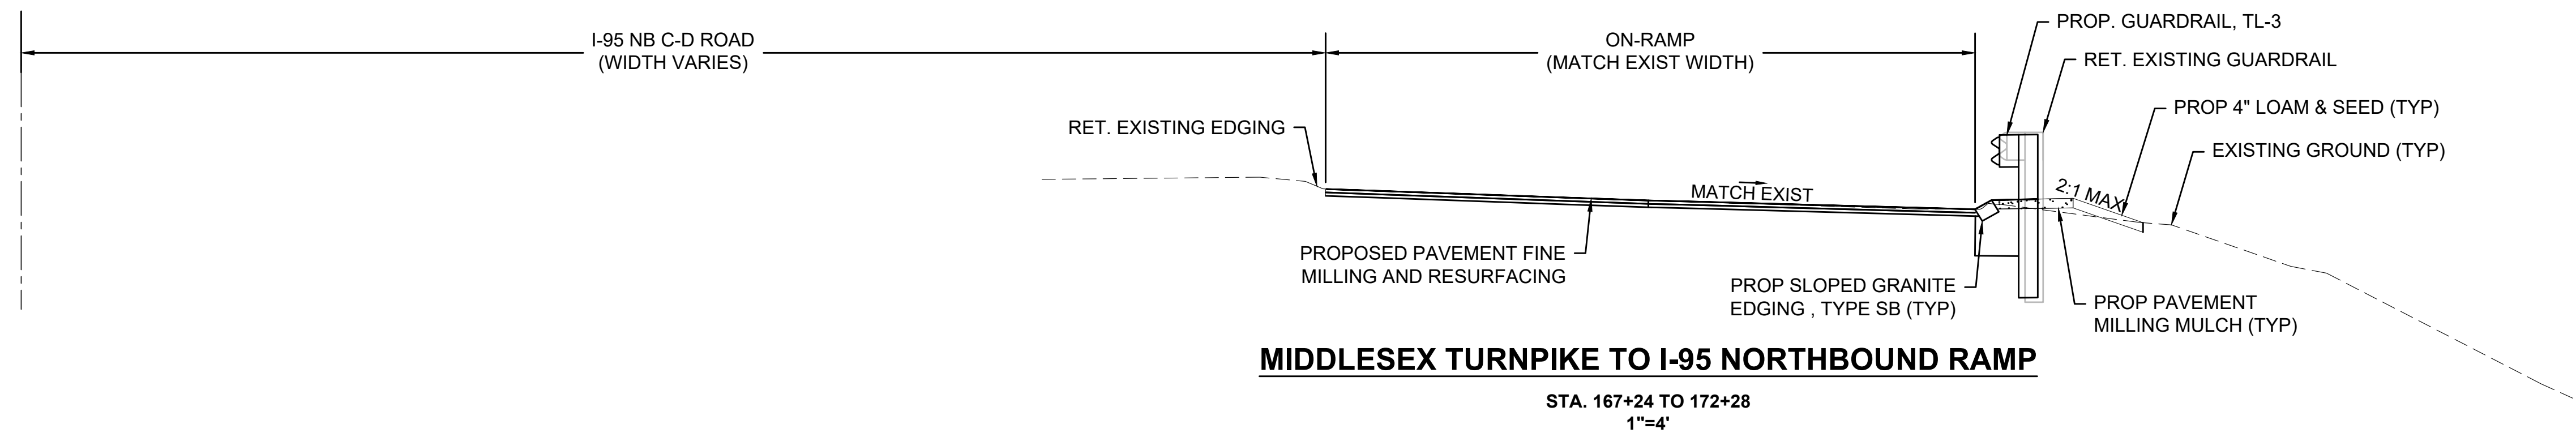 I-95 NB C-D ROAD
(WIDTH VARIES)
ON-RAMP
(MATCH EXIST WIDTH)
PROP. GUARDRAIL, TL-3
RET. EXISTING GUARDRAIL
PROP 4" LOAM & SEED (TYP)
EXISTING GROUND (TYP)
RET. EXISTING EDGING
MATCH EXIST
2:1 MAX
PROPOSED PAVEMENT FINE
MILLING AND RESURFACING
PROP SLOPED GRANITE
EDGING , TYPE SB (TYP)
PROP PAVEMENT
MILLING MULCH (TYP)
MIDDLESEX TURNPIKE TO I-95 NORTHBOUND RAMP
STA. 167+24 TO 172+28
1"=4'